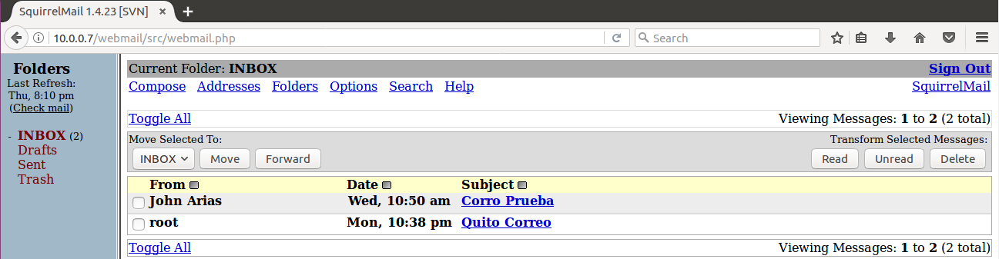 SquirrelMail 1.4.23 [SVN]
10.0.0.7/webmail/src/webmail.php
Search
Folders
Last Refresh:
Thu, 8:10 pm
(Check mail)
- INBOX (2)
Drafts
Sent
Trash
Current Folder: INBOX Sign Out
Compose Addresses Folders Options Search Help SquirrelMail
Toggle All Viewing Messages: 1 to 2 (2 total)
Move Selected To: Transform Selected Messages:
INBOX Move Forward Read Unread Delete
From Date Subject
John Arias Wed, 10:50 am Corro Prueba
root Mon, 10:38 pm Quito Correo
Toggle All Viewing Messages: 1 to 2 (2 total)